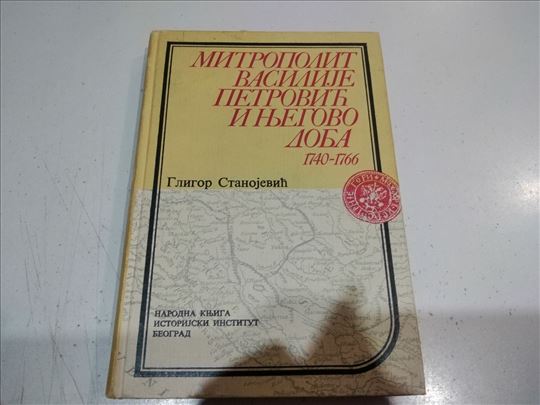 МИТРОПОЛИТ
ВАСИЛИЈЕ
ПЕТРОВИЋ
И ЊЕГОВО
ДОБА
1740-1766
Глигор Станојевић
НАРОДНА КЊИГА
ИСТОРИЈСКИ ИНСТИТУТ
БЕОГРАД